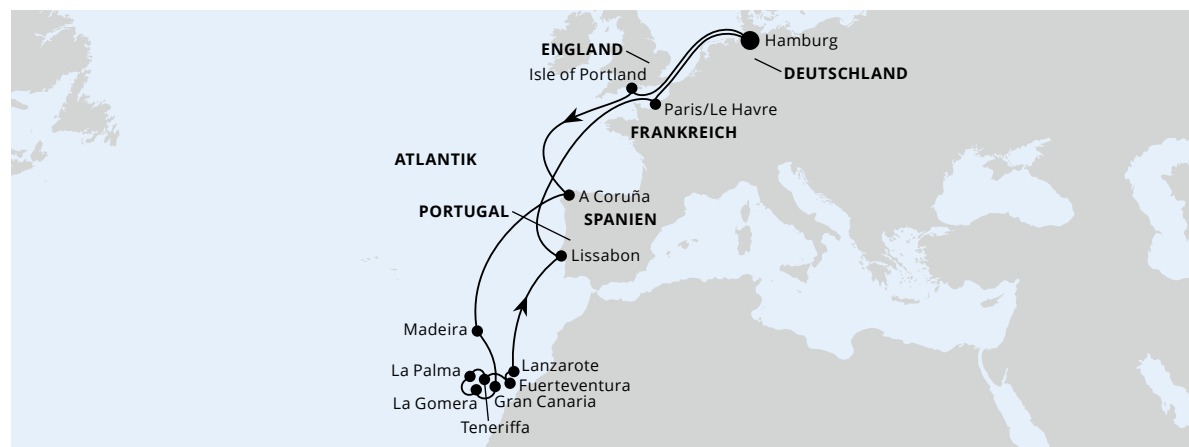 Hamburg
ENGLAND
DEUTSCHLAND
Isle of Portland
Paris/Le Havre
FRANKREICH
ATLANTIK
A Coruña
PORTUGAL
SPANIEN
Lissabon
Madeira
Lanzarote
La Palma
Fuerteventura
La Gomera
Gran Canaria
Teneriffa